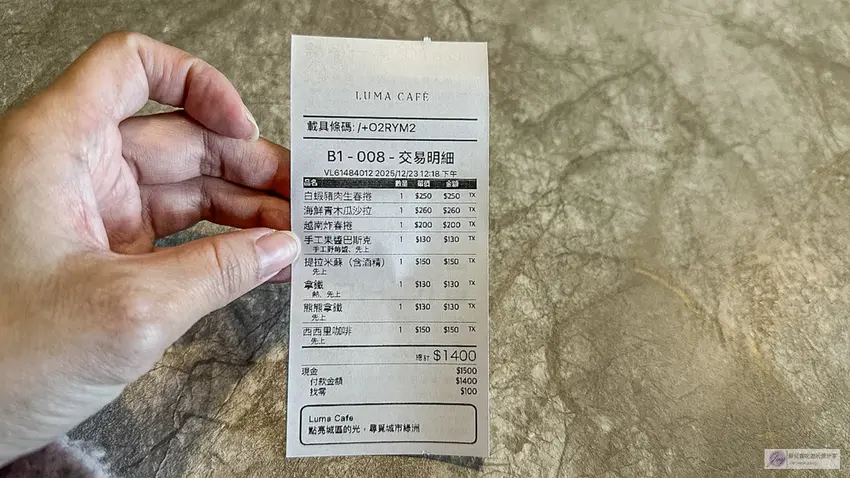 LUMA CAFÉ
載具條碼: /+O2RYM2
B1 - 008 - 交易明細
VL61484012 2025/12/23 12:18 下午
品名 數量 單價 金額
白蝦豬肉生春捲 1 $250 $250 TX
海鮮青木瓜沙拉 1 $260 $260 TX
越南炸春捲 1 $200 $200 TX
手工果醬巴斯克 1 $130 $130 TX
手工野莓醬、先上
提拉米蘇（含酒精） 1 $150 $150 TX
先上
拿鐵 1 $130 $130 TX
熱、先上
熊熊拿鐵 1 $130 $130 TX
先上
西西里咖啡 1 $150 $150 TX
先上
總計 $1400
現金 $1500
付款金額 $1400
找零 $100
Luma Cafe
點亮城區的光，尋覓城市綠洲